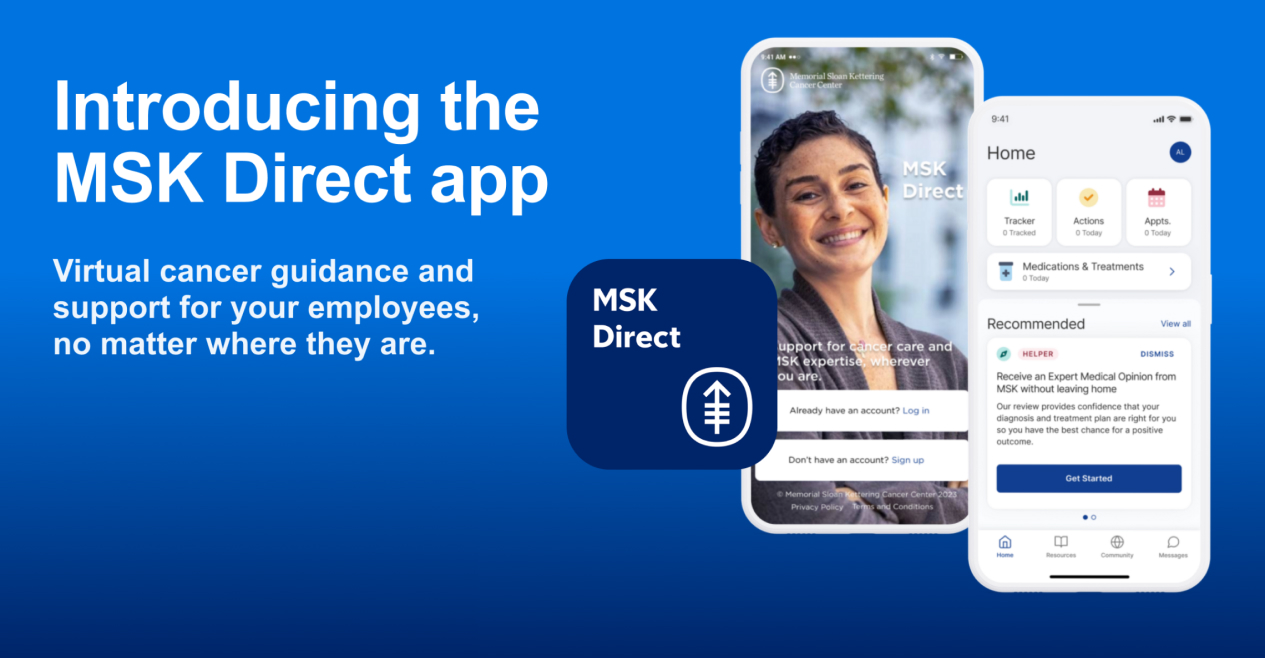 Introducing the
MSK Direct app
Virtual cancer guidance and
support for your employees,
no matter where they are.
MSK
Direct
9:41 AM
Memorial Sloan Kettering
Cancer Center
MSK
Direct
upport for cancer care and
MSK expertise, wherever
ou are.
Already have an account? Log in
Don't have an account? Sign up
© Memorial Sloan Kettering Cancer Center 2023
Privacy Policy Terms and Conditions
9:41
Home
AL
Tracker
0 Tracked
Actions
0 Today
Appts.
0 Today
Medications & Treatments
0 Today
Recommended
View all
HELPER
DISMISS
Receive an Expert Medical Opinion from
MSK without leaving home
Our review provides confidence that your
diagnosis and treatment plan are right for you
so you have the best chance for a positive
outcome.
Get Started
Home
Resources
Community
Messages